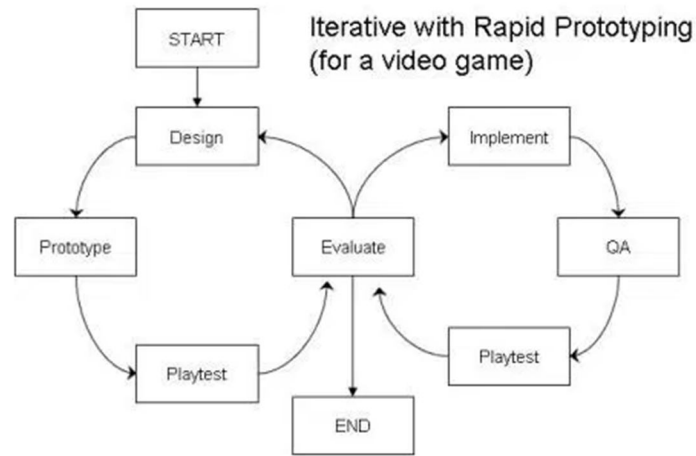 START
Iterative with Rapid Prototyping
(for a video game)
Design
Implement
Prototype
Evaluate
QA
Playtest
Playtest
END